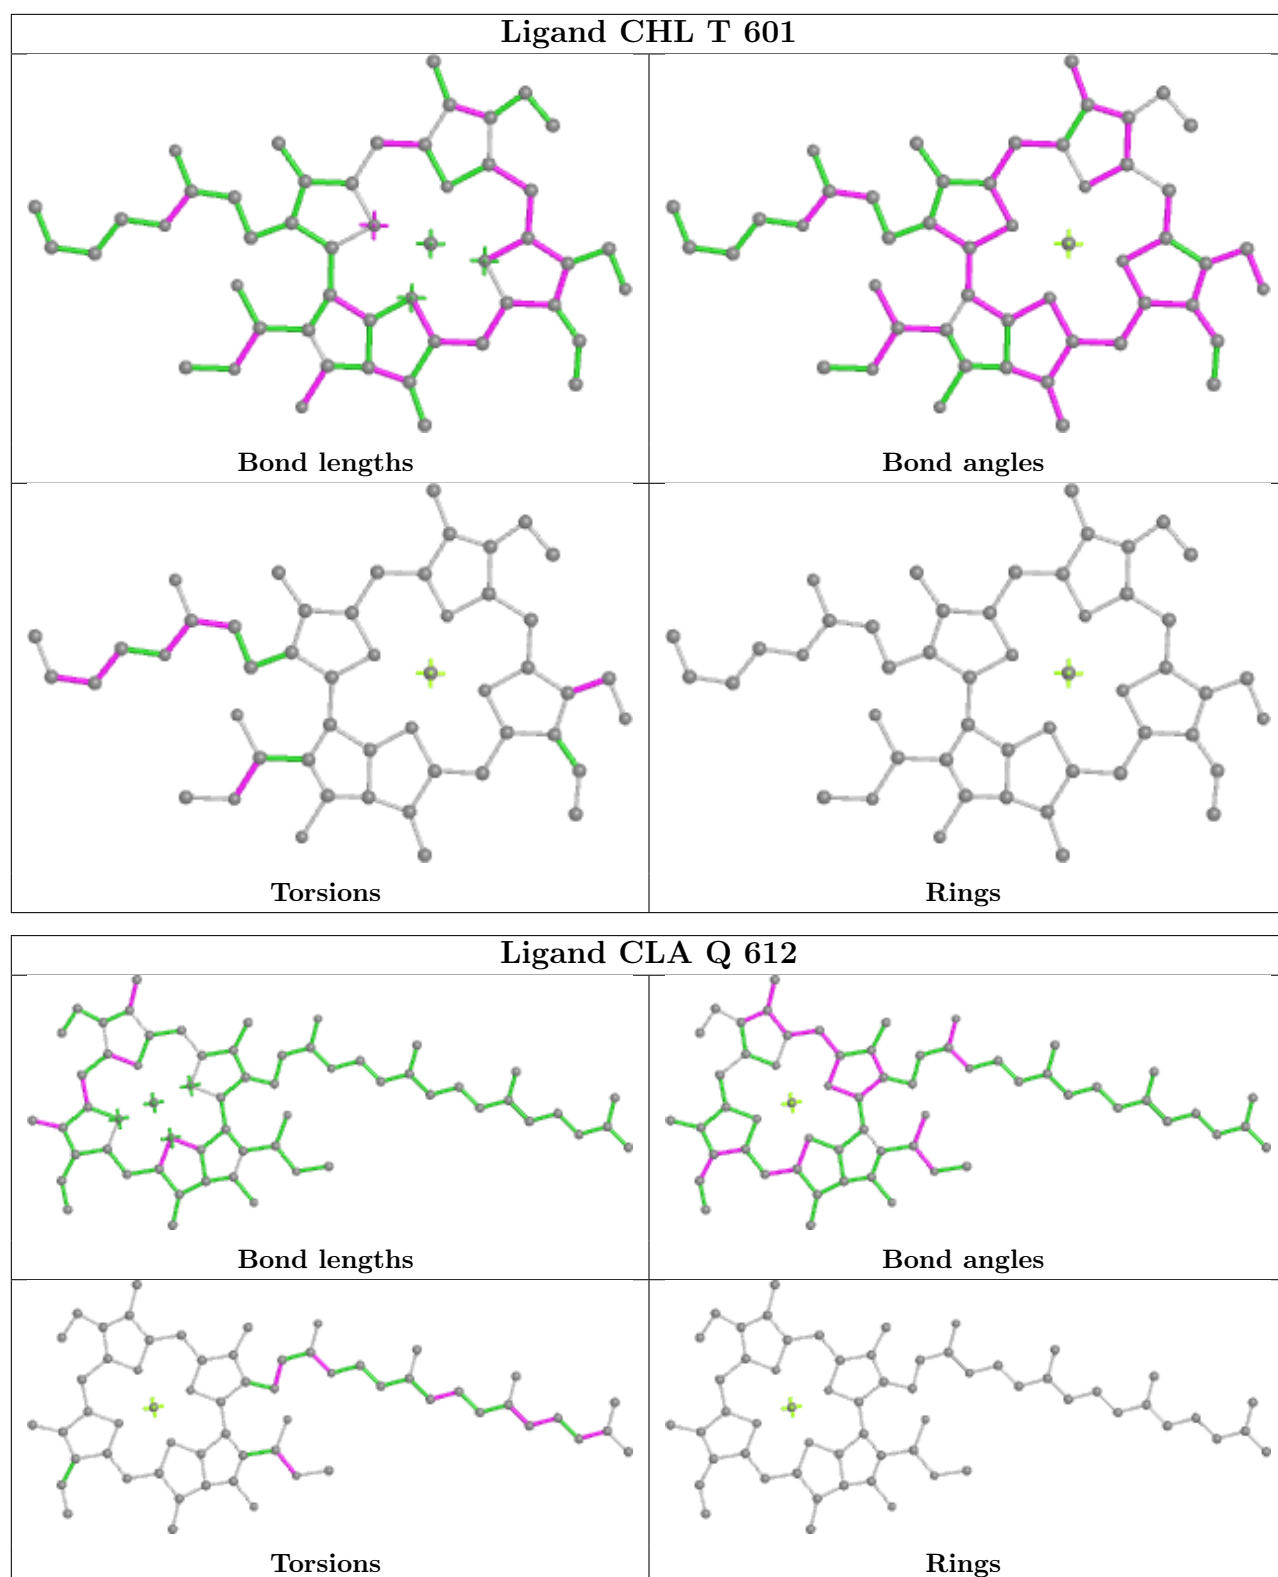 Ligand CHL T 601
Bond lengths
Bond angles
Torsions
Rings
Ligand CLA Q 612
Bond lengths
Bond angles
Torsions
Rings